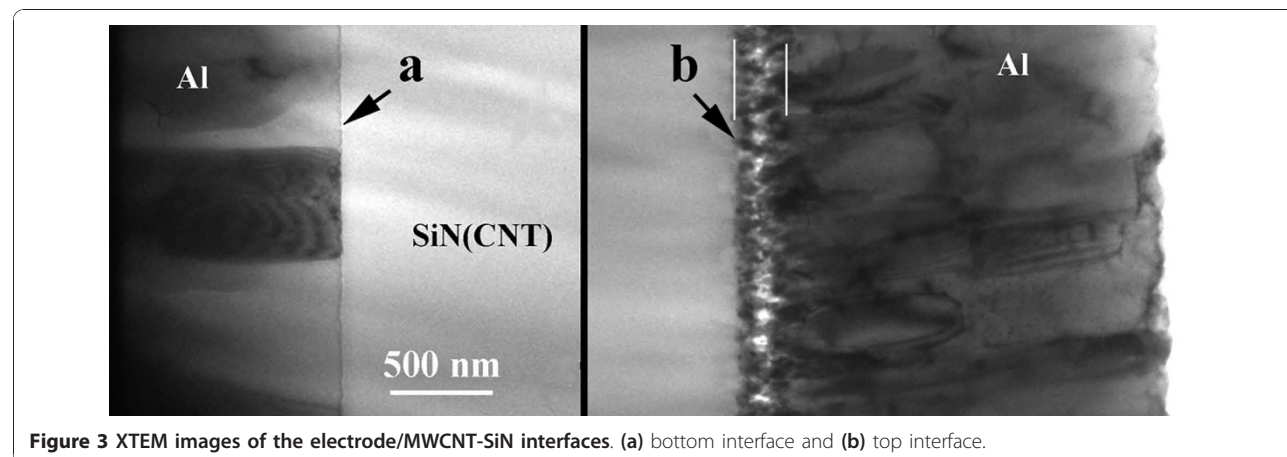 Al
a
SiN(CNT)
500 nm
b
Al
Figure 3 XTEM images of the electrode/MWCNT-SiN interfaces. (a) bottom interface and (b) top interface.